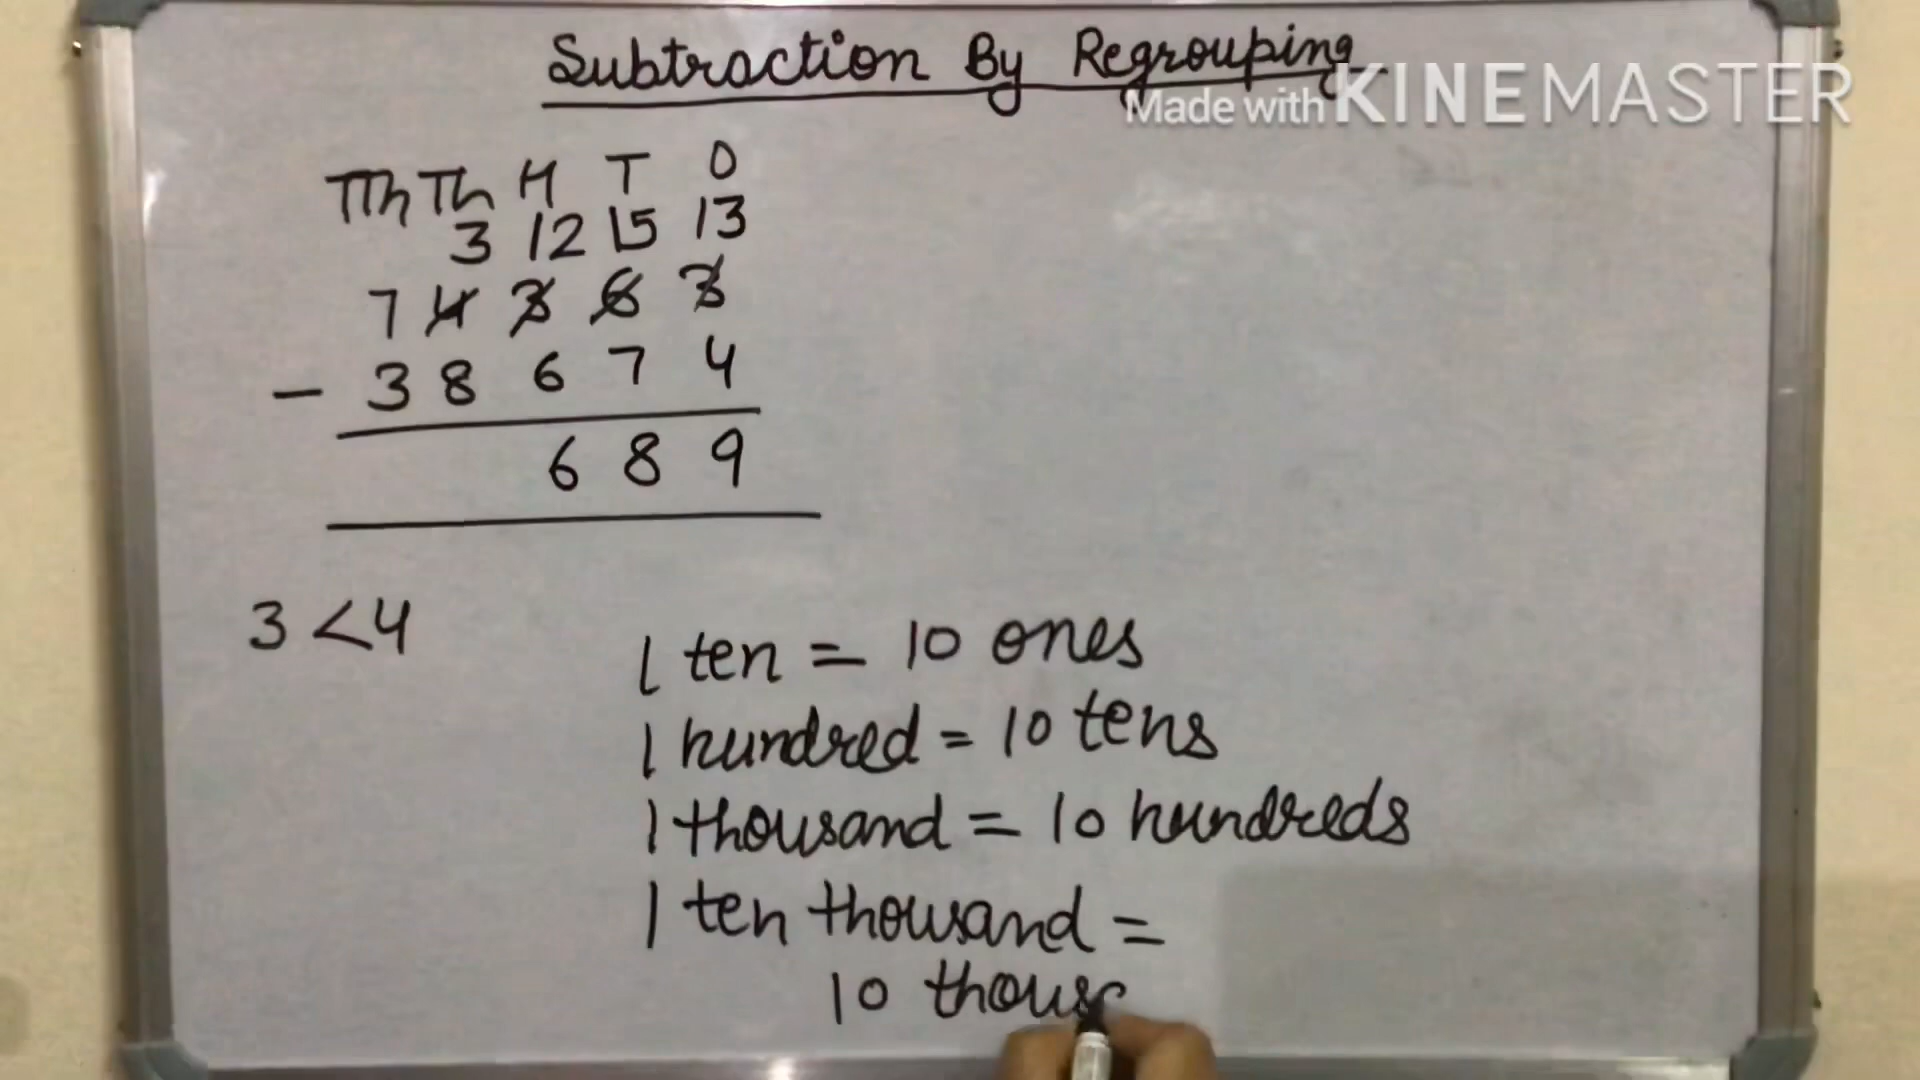 Subtraction By Regrouping
Made with KINEMASTER
TTh Th H T O
3 12 15 13
7 4 3 6 3
- 3 8 6 7 4
6 8 9
3 < 4
1 ten = 10 ones
1 hundred = 10 tens
1 thousand = 10 hundreds
1 ten thousand =
10 thous